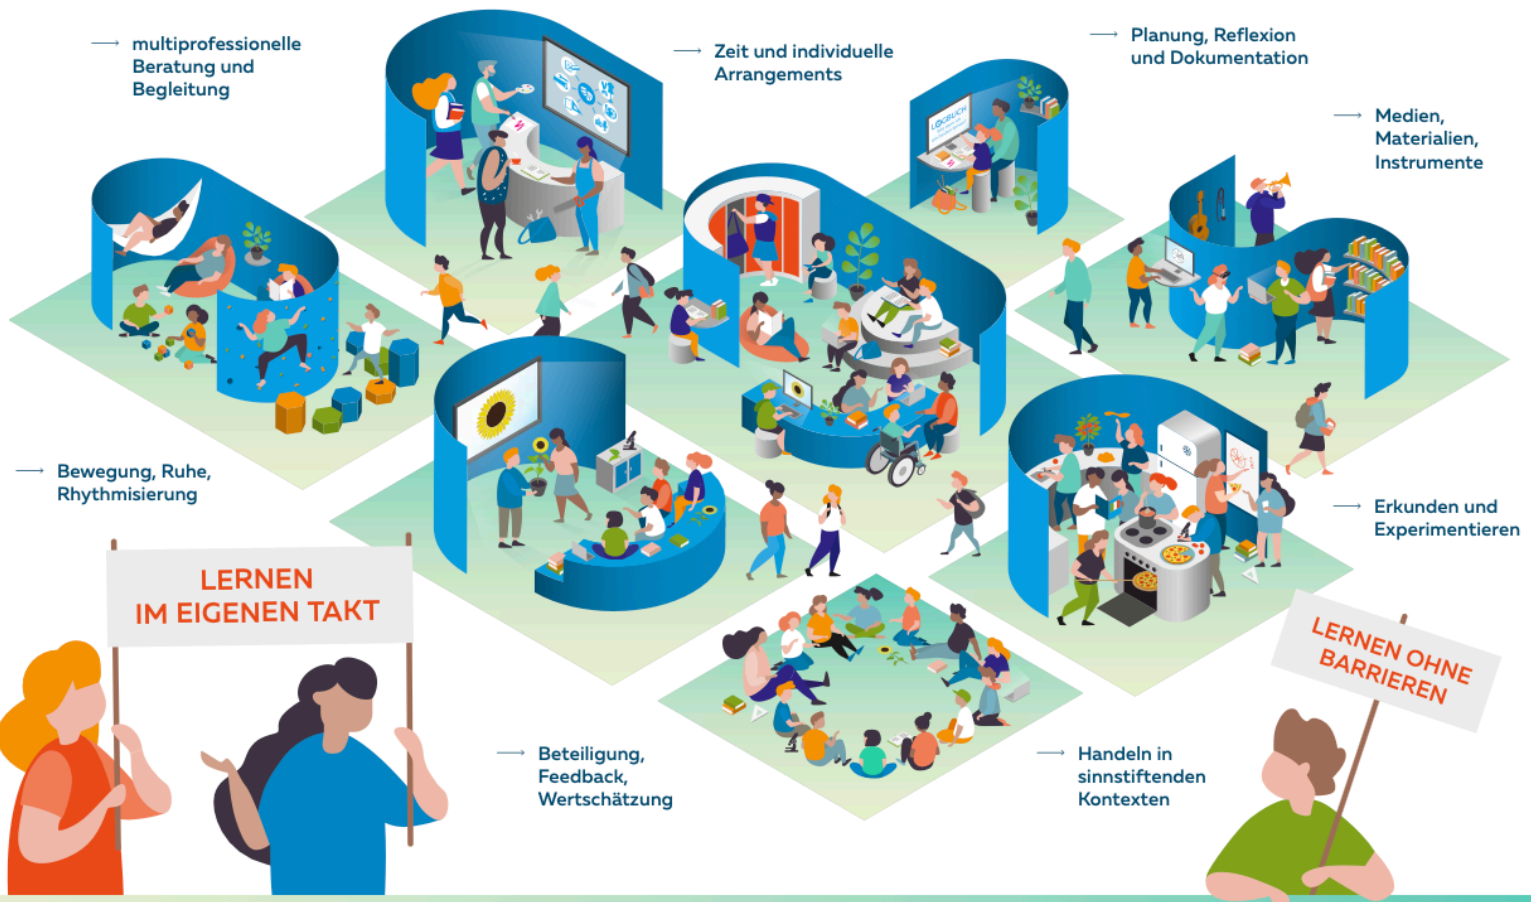 multiprofessionelle
Beratung und
Begleitung
Zeit und individuelle
Arrangements
Planung, Reflexion
und Dokumentation
Medien,
Materialien,
Instrumente
LOGBUCH
Bewegung, Ruhe,
Rhythmisierung
Erkunden und
Experimentieren
LERNEN
IM EIGENEN TAKT
LERNEN OHNE
BARRIEREN
Beteiligung,
Feedback,
Wertschätzung
Handeln in
sinnstiftenden
Kontexten